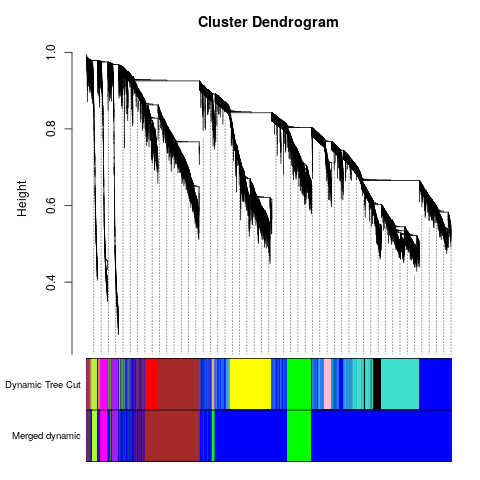 Cluster Dendrogram
Height
1.0
0.8
0.6
0.4
Dynamic Tree Cut
Merged dynamic